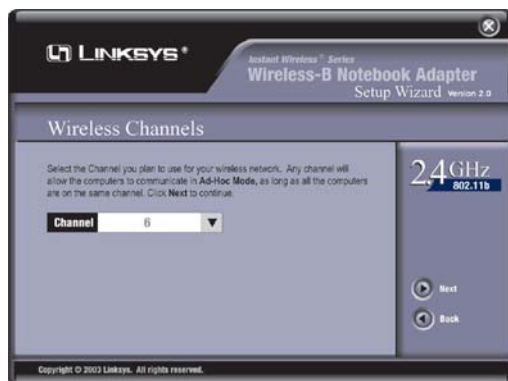 LINKSYS®
Instant Wireless® Series
Wireless-B Notebook Adapter
Setup Wizard Version 2.0
Wireless Channels
Select the Channel you plan to use for your wireless network. Any channel will
allow the computers to communicate in Ad-Hoc Mode, as long as all the computers
are on the same channel. Click Next to continue.
Channel 6
2.4GHz
802.11b
Next
Back
Copyright © 2003 Linksys. All rights reserved.